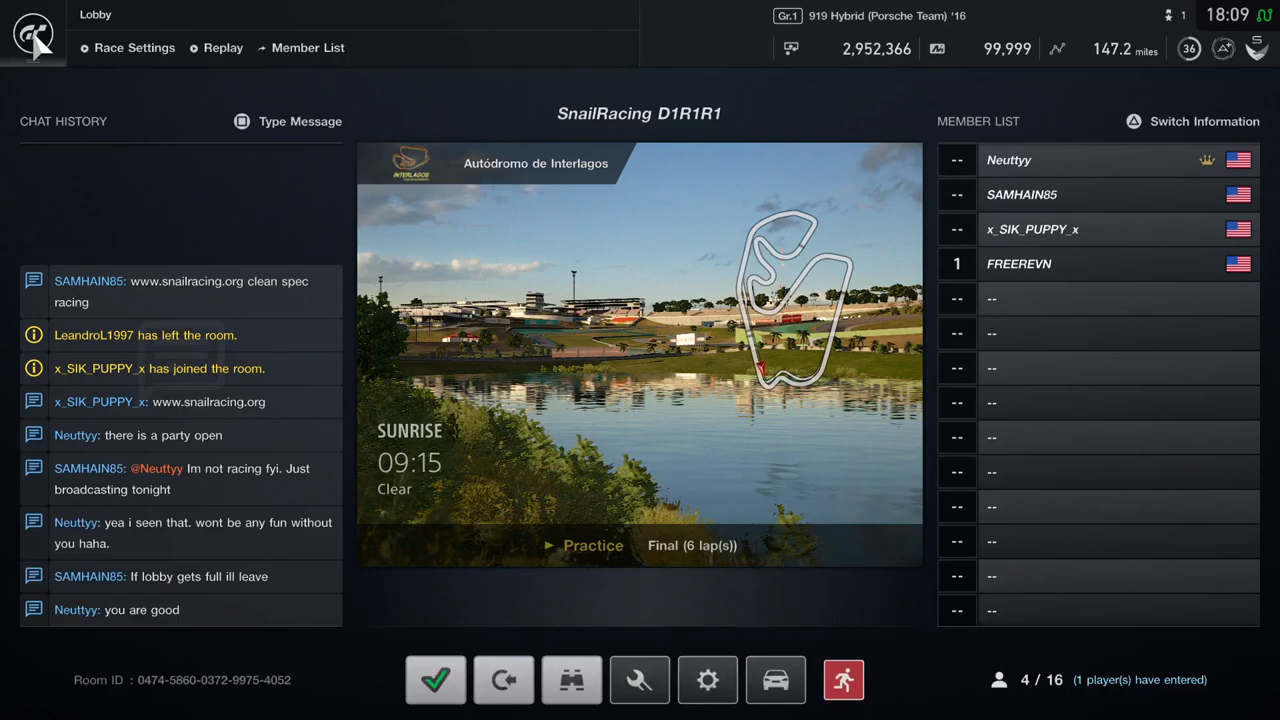 Lobby
Race Settings
Replay
Member List
Gr.1
919 Hybrid (Porsche Team) '16
1
18:09
2,952,366
99,999
147.2 miles
36
A+
S
CHAT HISTORY
Type Message
SnailRacing D1R1R1
MEMBER LIST
Switch Information
SAMHAIN85: www.snailracing.org clean spec
racing
LeandroL1997 has left the room.
x_SIK_PUPPY_x has joined the room.
x_SIK_PUPPY_x: www.snailracing.org
Neuttyy: there is a party open
SAMHAIN85: @Neuttyy Im not racing fyi. Just
broadcasting tonight
Neuttyy: yea i seen that. wont be any fun without
you haha.
SAMHAIN85: If lobby gets full ill leave
Neuttyy: you are good
INTERLAGOS
Autódromo de Interlagos
SUNRISE
09:15
Clear
Practice
Final (6 lap(s))
-- Neuttyy
-- SAMHAIN85
-- x_SIK_PUPPY_x
1 FREEREVN
-- --
-- --
-- --
-- --
-- --
-- --
-- --
-- --
-- --
-- --
Room ID : 0474-5860-0372-9975-4052
4 / 16
(1 player(s) have entered)